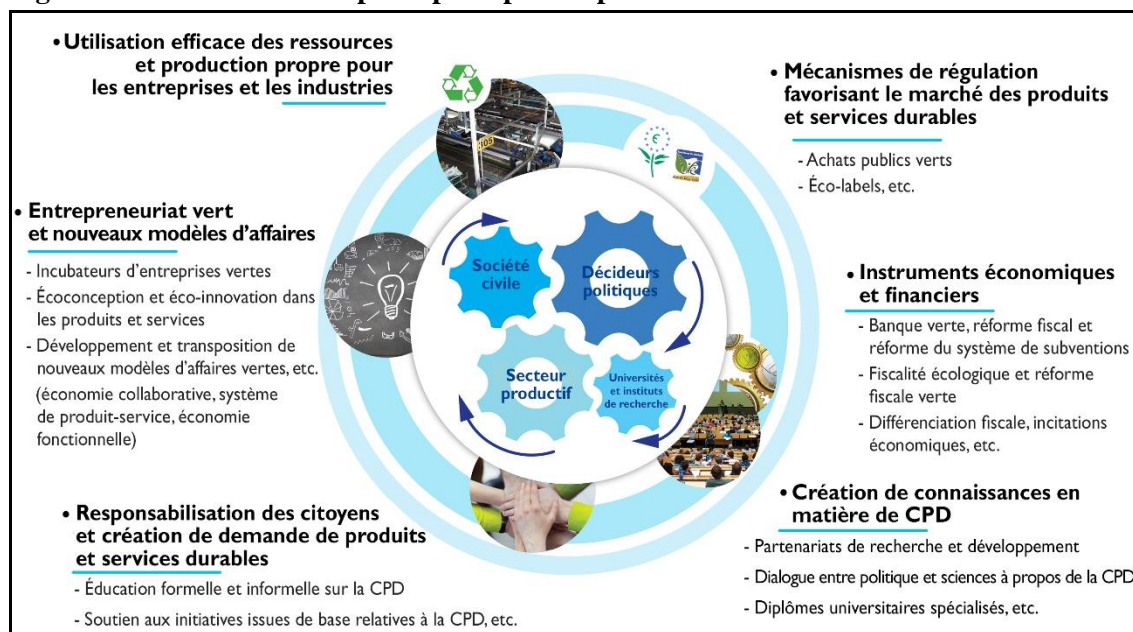 • Utilisation efficace des ressources
et production propre pour
les entreprises et les industries
• Mécanismes de régulation
favorisant le marché des produits
et services durables
- Achats publics verts
- Éco-labels, etc.
• Entrepreneuriat vert
et nouveaux modèles d'affaires
- Incubateurs d'entreprises vertes
- Écoconception et éco-innovation dans
les produits et services
- Développement et transposition de
nouveaux modèles d'affaires vertes, etc.
(économie collaborative, système
de produit-service, économie
fonctionnelle)
105
Société
civile
Décideurs
politiques
Secteur
productif
Universités
et instituts
de recherche
• Instruments économiques
et financiers
- Banque verte, réforme fiscal et
réforme du système de subventions
- Fiscalité écologique et réforme
fiscale verte
- Différenciation fiscale, incitations
économiques, etc.
• Responsabilisation des citoyens
et création de demande de produits
et services durables
- Éducation formelle et informelle sur la CPD
- Soutien aux initiatives issues de base relatives à la CPD, etc.
• Création de connaissances en
matière de CPD
- Partenariats de recherche et développement
- Dialogue entre politique et sciences à propos de la CPD
- Diplômes universitaires spécialisés, etc.